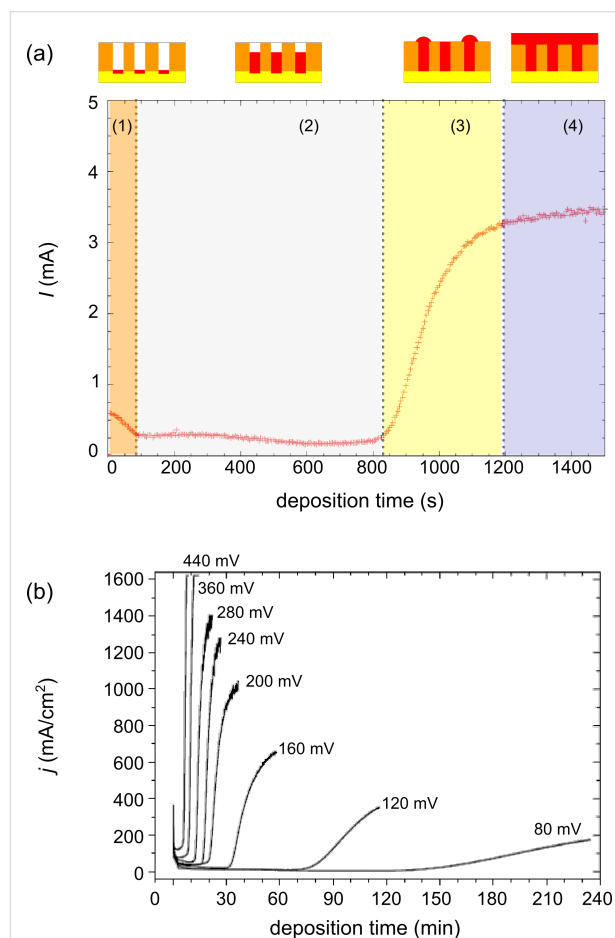 (a)
(1) (2) (3) (4)
5
4
3
2
1
0
I (mA)
0 200 400 600 800 1000 1200 1400
deposition time (s)
(b)
440 mV
360 mV
280 mV
240 mV
200 mV
160 mV
120 mV
80 mV
1600
1400
1200
1000
800
600
400
200
0
j (mA/cm²)
0 30 60 90 120 150 180 210 240
deposition time (min)